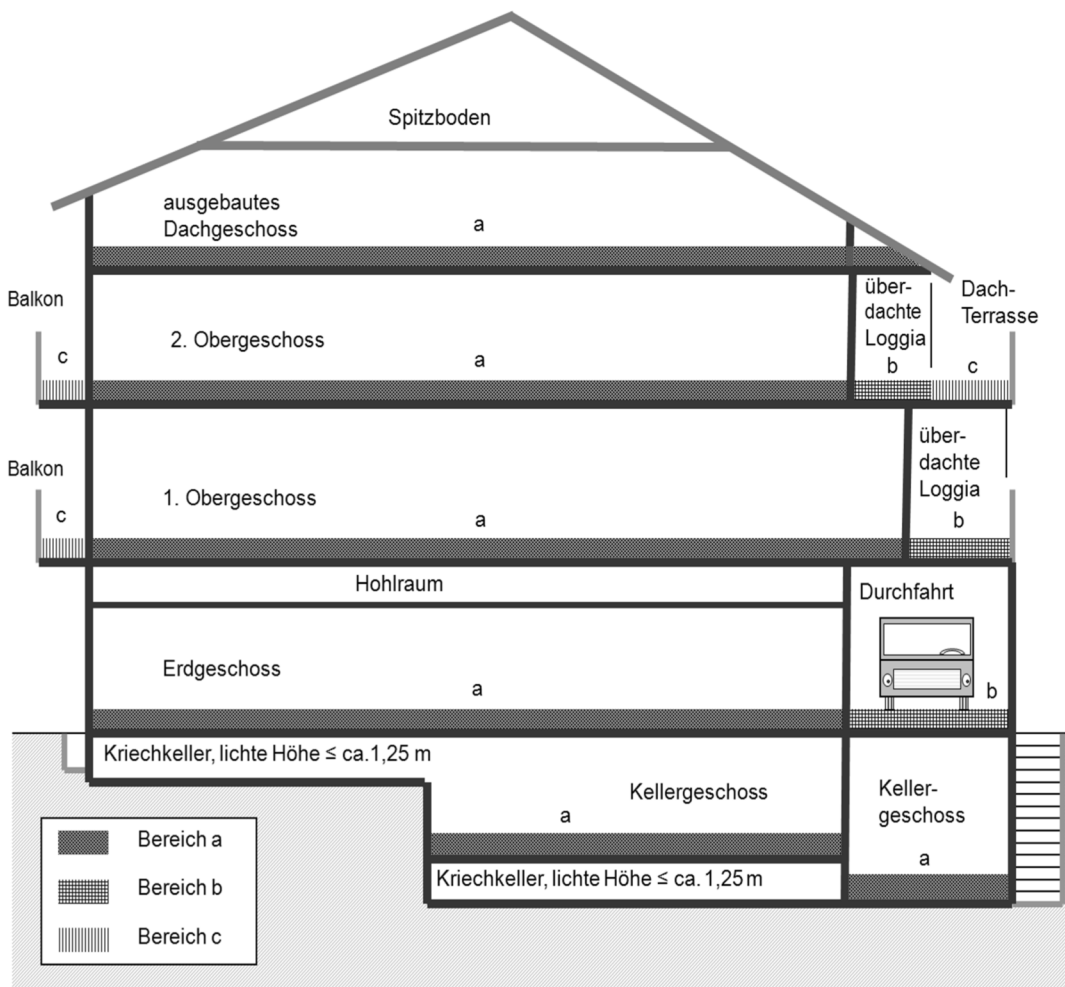 Spitzboden
ausgebautes
Dachgeschoss
a
Balkon
c
2. Obergeschoss
a
über-
dachte
Loggia
b
Dach-
Terrasse
c
Balkon
c
1. Obergeschoss
a
über-
dachte
Loggia
b
Hohlraum
Durchfahrt
Erdgeschoss
a
b
Kriechkeller, lichte Höhe ≤ ca.1,25 m
Kellergeschoss
a
Keller-
geschoss
a
Kriechkeller, lichte Höhe ≤ ca. 1,25 m
Bereich a
Bereich b
Bereich c